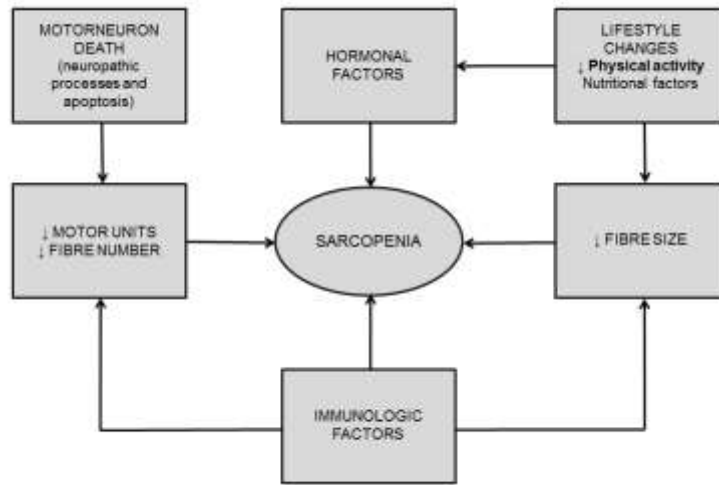 MOTORNEURON
DEATH
(neuropathic
processes and
apoptosis)
HORMONAL
FACTORS
LIFESTYLE
CHANGES
↓ Physical activity
Nutritional factors
↓ MOTOR UNITS
↓ FIBRE NUMBER
SARCOPENIA
↓ FIBRE SIZE
IMMUNOLOGIC
FACTORS